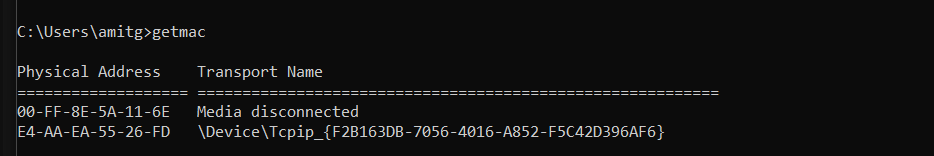 C:\Users\amitg>getmac
Physical Address    Transport Name
=================== ==========================================================
00-FF-8E-5A-11-6E   Media disconnected
E4-AA-EA-55-26-FD   \Device\Tcpip_{F2B163DB-7056-4016-A852-F5C42D396AF6}